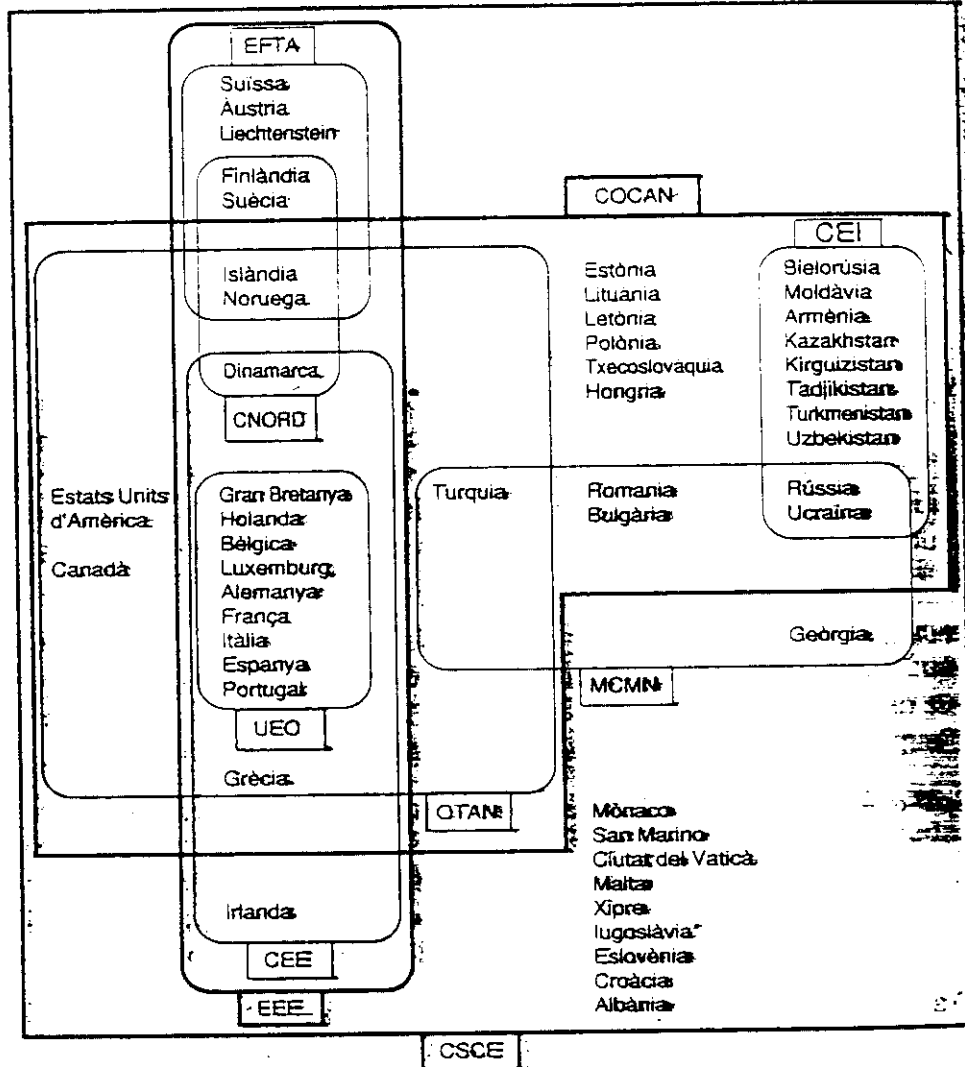 EFTA
Suïssa
Àustria
Liechtenstein
Finlàndia
Suècia
COCAN
CEI
Islàndia
Noruega
Estònia
Lituània
Letònia
Polònia
Txecoslovàquia
Hongria
Bielorúsia
Moldàvia
Armènia
Kazakhstan
Kirguizistan
Tadjikistan
Turkmenistan
Uzbekistan
Dinamarca
CNORD
Estats Units
d'Amèrica
Canadà
Gran Bretanya
Holanda
Bèlgica
Luxemburg
Alemanya
França
Itàlia
Espanya
Portugal
UEO
Grècia
Turquia
Romania
Bulgària
Rússia
Ucraïna
Geòrgia
MCMN
OTAN
Mònaco
San Marino
Ciutat del Vaticà
Malta
Xipre
Iugoslàvia*
Eslovènia
Croàcia
Albània
Irlanda
CEE
EEE
CSCE